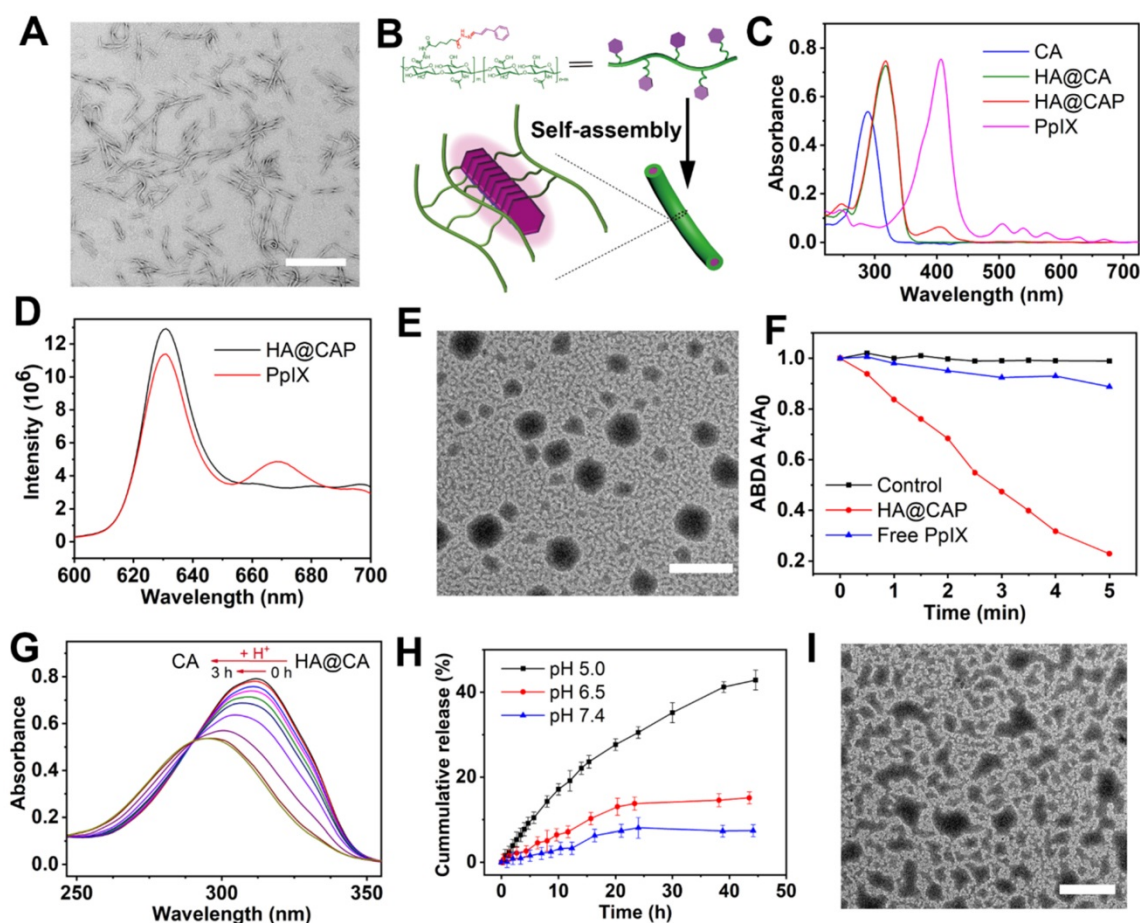 A
B
Self-assembly
C
CA
HA@CA
HA@CAP
PpIX
Absorbance
0.8
0.6
0.4
0.2
0.0
300 400 500 600 700
Wavelength (nm)
D
HA@CAP
PpIX
Intensity (10⁶)
12
10
8
6
4
2
0
600 620 640 660 680 700
Wavelength (nm)
E
F
Control
HA@CAP
Free PpIX
ABDA At/A0
1.0
0.8
0.6
0.4
0.2
0 1 2 3 4 5
Time (min)
G
+ H⁺
CA HA@CA
3 h 0 h
Absorbance
0.8
0.6
0.4
0.2
0.0
250 300 350
Wavelength (nm)
H
pH 5.0
pH 6.5
pH 7.4
Cummulative release (%)
40
20
0
0 10 20 30 40 50
Time (h)
I